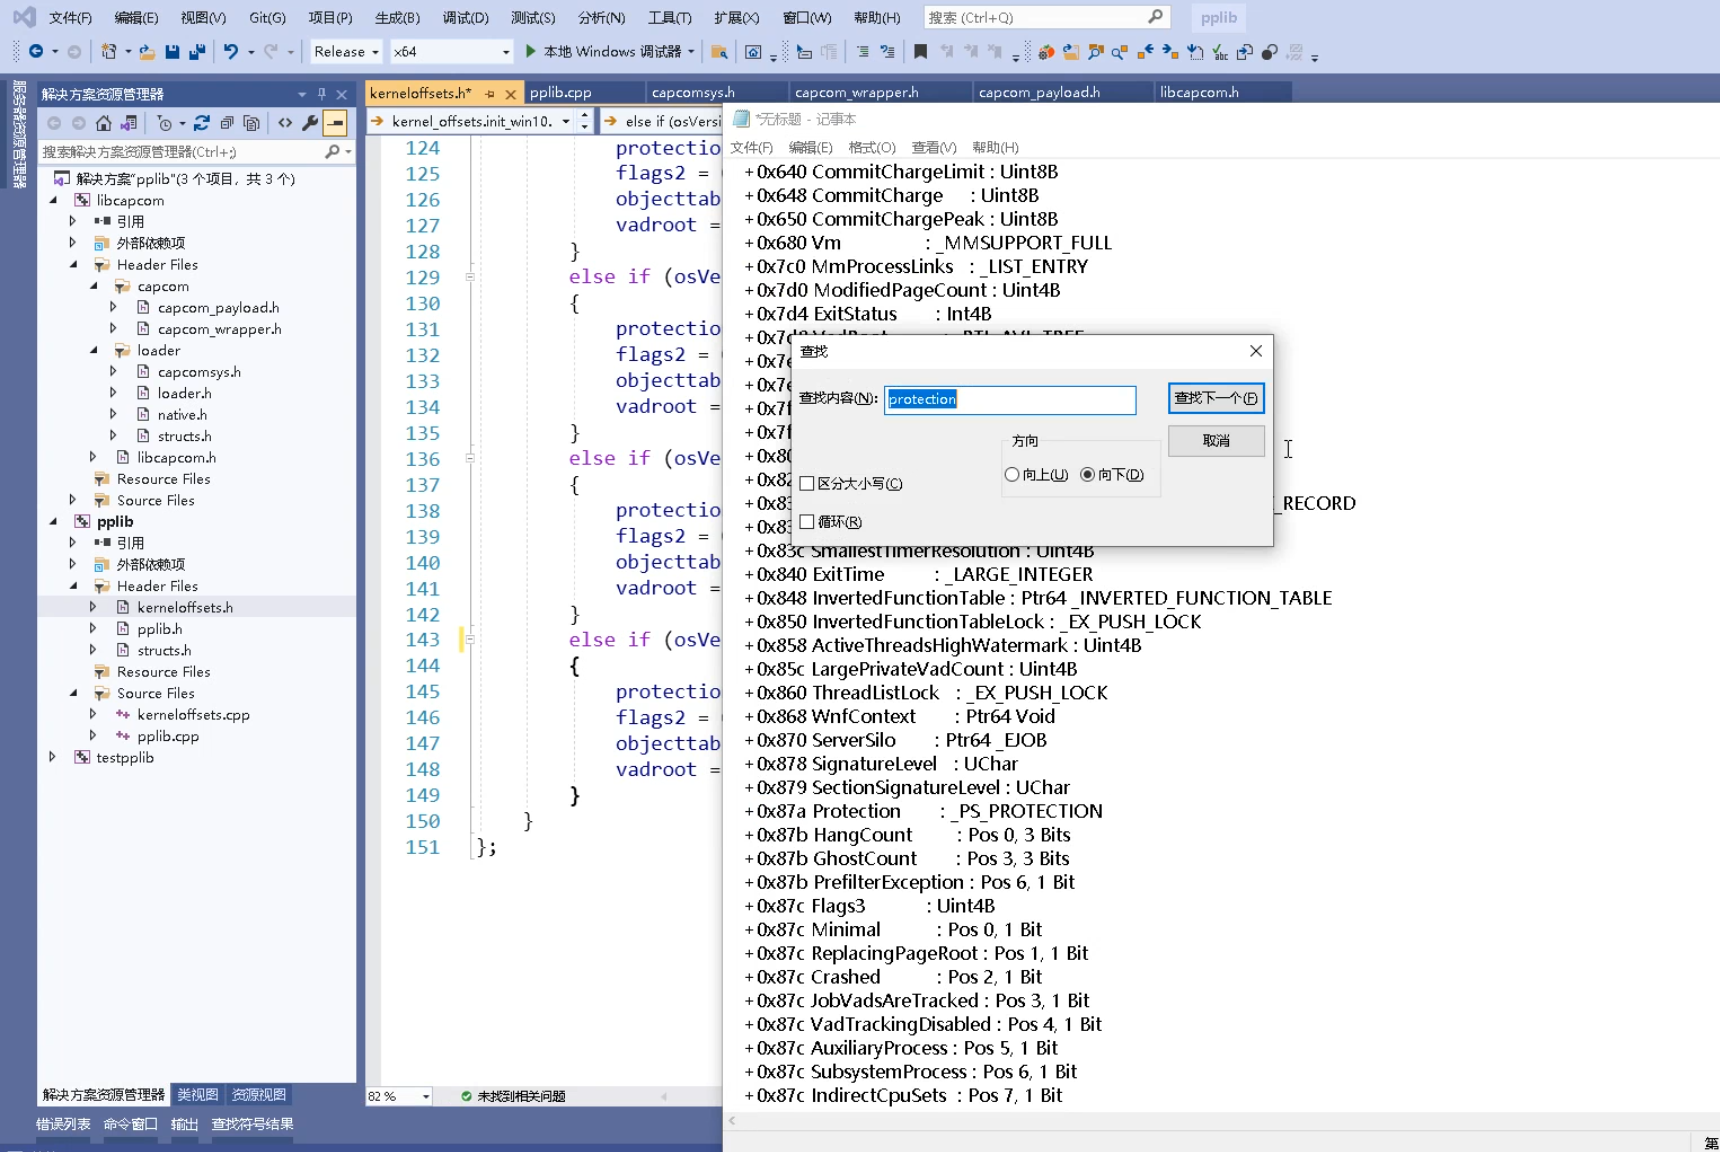 文件(F) 编辑(E) 视图(V) Git(G) 项目(P) 生成(B) 调试(D) 测试(S) 分析(N) 工具(T) 扩展(X) 窗口(W) 帮助(H) 搜索 (Ctrl+Q) pplib
Release x64 本地 Windows 调试器
服务器资源管理器
解决方案资源管理器
搜索解决方案资源管理器(Ctrl+;)
解决方案"pplib"(3 个项目，共 3 个)
libcapcom
引用
外部依赖项
Header Files
capcom
capcom_payload.h
capcom_wrapper.h
loader
capcomsys.h
loader.h
native.h
structs.h
libcapcom.h
Resource Files
Source Files
pplib
引用
外部依赖项
Header Files
kerneloffsets.h
pplib.h
structs.h
Resource Files
Source Files
kerneloffsets.cpp
pplib.cpp
testpplib
解决方案资源管理器 类视图 资源视图
错误列表 命令窗口 输出 查找符号结果
kerneloffsets.h* pplib.cpp capcomsys.h capcom_wrapper.h capcom_payload.h libcapcom.h
kernel_offsets.init_win10. else if (osVersi
124 protectio
125 flags2 =
126 objecttab
127 vadroot =
128 }
129 else if (osVe
130 {
131 protectio
132 flags2 =
133 objecttab
134 vadroot =
135 }
136 else if (osVe
137 {
138 protectio
139 flags2 =
140 objecttab
141 vadroot =
142 }
143 else if (osVe
144 {
145 protectio
146 flags2 =
147 objecttab
148 vadroot =
149 }
150 }
151 };
82 % 未找到相关问题
*无标题 - 记事本
文件(F) 编辑(E) 格式(O) 查看(V) 帮助(H)
+0x640 CommitChargeLimit : Uint8B
+0x648 CommitCharge : Uint8B
+0x650 CommitChargePeak : Uint8B
+0x680 Vm : _MMSUPPORT_FULL
+0x7c0 MmProcessLinks : _LIST_ENTRY
+0x7d0 ModifiedPageCount : Uint4B
+0x7d4 ExitStatus : Int4B
+0x7d8 VadRoot : _RTL_AVL_TREE
+0x7e
+0x7e
+0x7f
+0x7f
+0x80
+0x82
+0x83 _RECORD
+0x83
+0x83c SmallestTimerResolution : Uint4B
+0x840 ExitTime : _LARGE_INTEGER
+0x848 InvertedFunctionTable : Ptr64 _INVERTED_FUNCTION_TABLE
+0x850 InvertedFunctionTableLock : _EX_PUSH_LOCK
+0x858 ActiveThreadsHighWatermark : Uint4B
+0x85c LargePrivateVadCount : Uint4B
+0x860 ThreadListLock : _EX_PUSH_LOCK
+0x868 WnfContext : Ptr64 Void
+0x870 ServerSilo : Ptr64 _EJOB
+0x878 SignatureLevel : UChar
+0x879 SectionSignatureLevel : UChar
+0x87a Protection : _PS_PROTECTION
+0x87b HangCount : Pos 0, 3 Bits
+0x87b GhostCount : Pos 3, 3 Bits
+0x87b PrefilterException : Pos 6, 1 Bit
+0x87c Flags3 : Uint4B
+0x87c Minimal : Pos 0, 1 Bit
+0x87c ReplacingPageRoot : Pos 1, 1 Bit
+0x87c Crashed : Pos 2, 1 Bit
+0x87c JobVadsAreTracked : Pos 3, 1 Bit
+0x87c VadTrackingDisabled : Pos 4, 1 Bit
+0x87c AuxiliaryProcess : Pos 5, 1 Bit
+0x87c SubsystemProcess : Pos 6, 1 Bit
+0x87c IndirectCpuSets : Pos 7, 1 Bit
第
查找
查找内容(N): protection 查找下一个(F)
方向 取消
向上(U) 向下(D)
区分大小写(C)
循环(R)